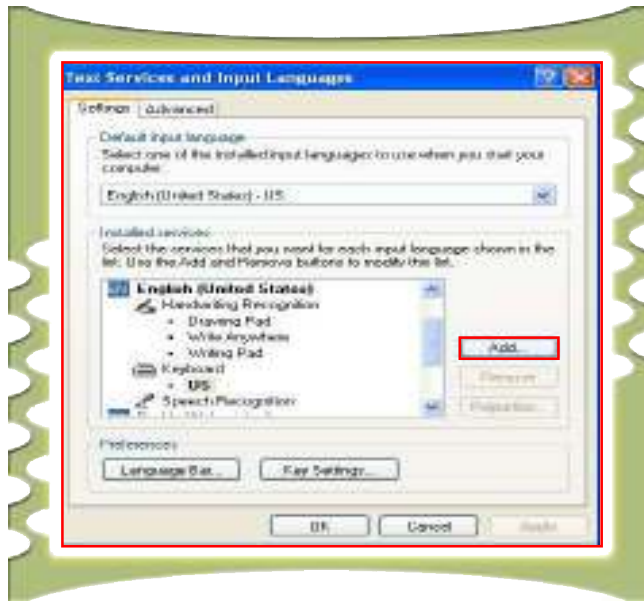 Text Services and Input Languages
Settings Advanced
Default input language
Select one of the installed input languages to use when you start your
computer.
English (United States) - US
Installed services
Select the services that you want for each input language shown in the
list. Use the Add and Remove buttons to modify this list.
English (United States)
Handwriting Recognition
Drawing Pad
Write Anywhere
Writing Pad
Keyboard
US
Speech Recognition
Add...
Remove
Properties...
Preferences
Language Bar... Key Settings...
OK Cancel Apply